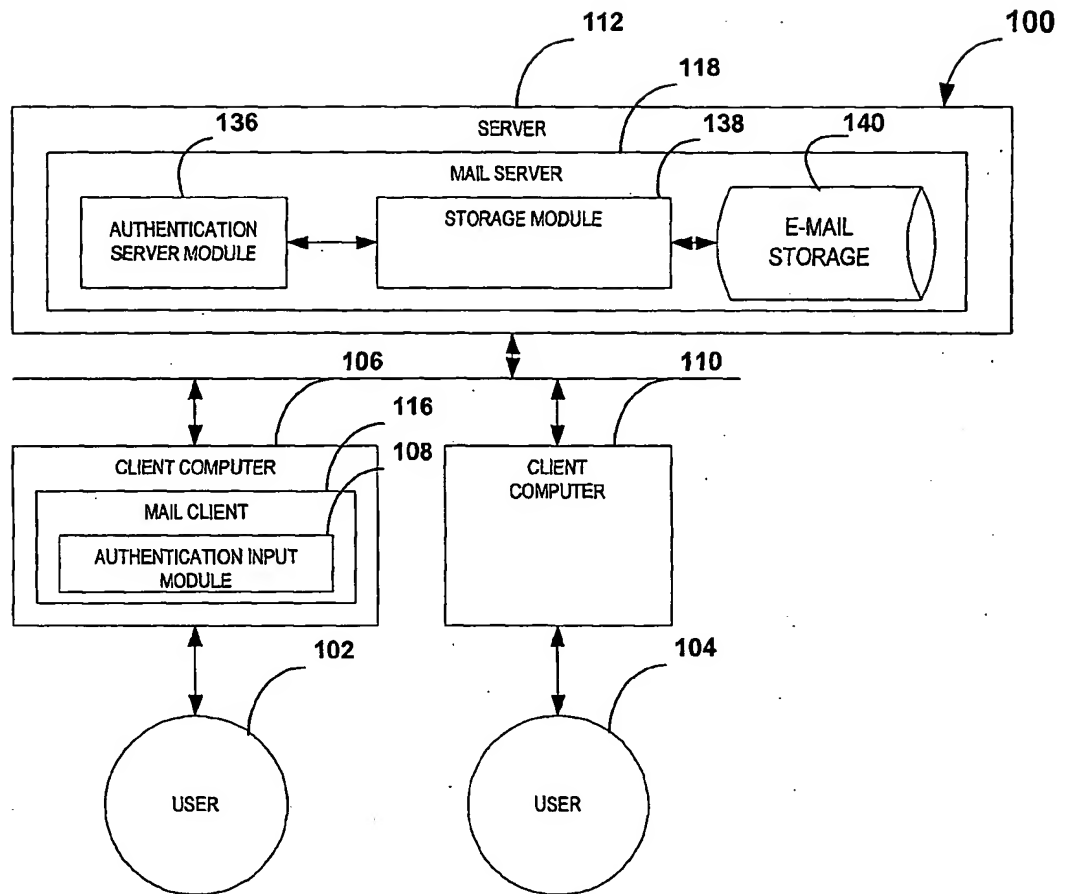 112
100
118
136
SERVER
138
140
MAIL SERVER
AUTHENTICATION
SERVER MODULE
STORAGE MODULE
E-MAIL
STORAGE
106
110
116
CLIENT COMPUTER
108
CLIENT
COMPUTER
MAIL CLIENT
AUTHENTICATION INPUT
MODULE
102
104
USER
USER